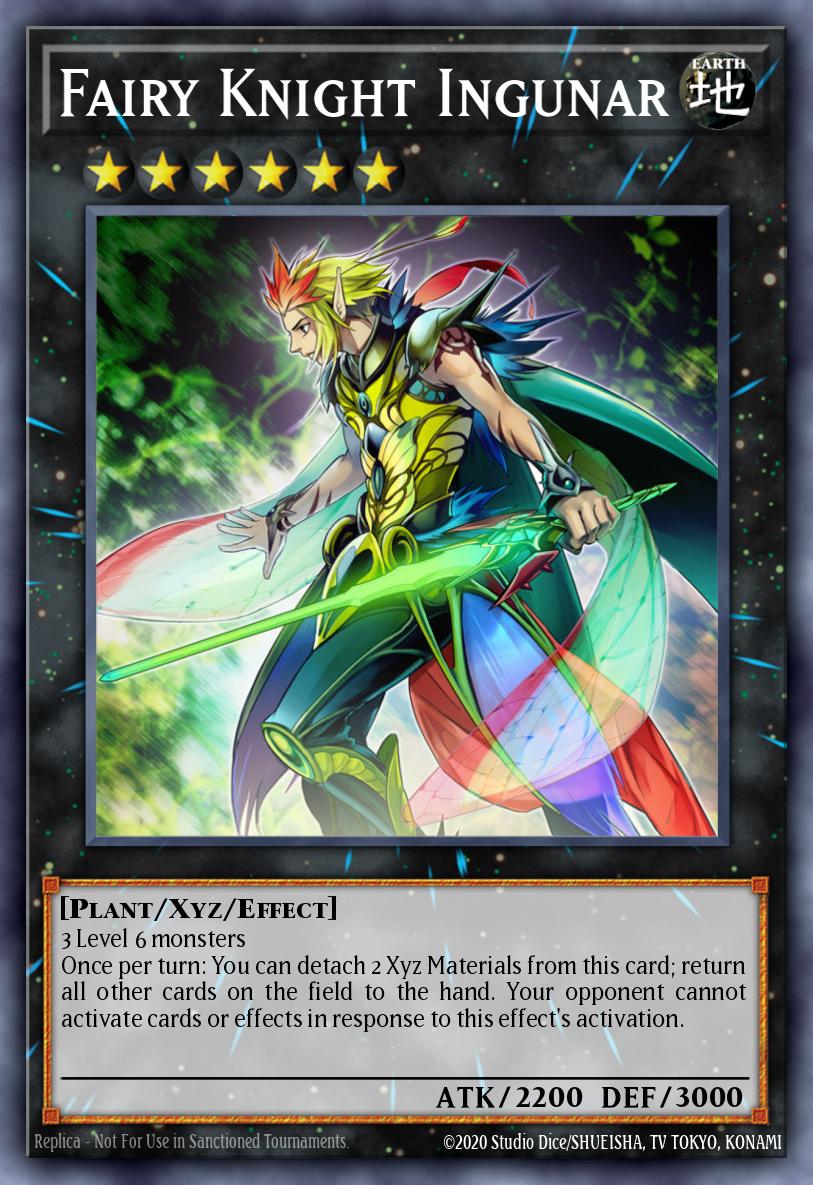 Fairy Knight Ingunar
EARTH
地
[Plant/Xyz/Effect]
3 Level 6 monsters
Once per turn: You can detach 2 Xyz Materials from this card; return
all other cards on the field to the hand. Your opponent cannot
activate cards or effects in response to this effect's activation.
ATK/2200 DEF/3000
Replica - Not For Use in Sanctioned Tournaments.
©2020 Studio Dice/SHUEISHA, TV TOKYO, KONAMI